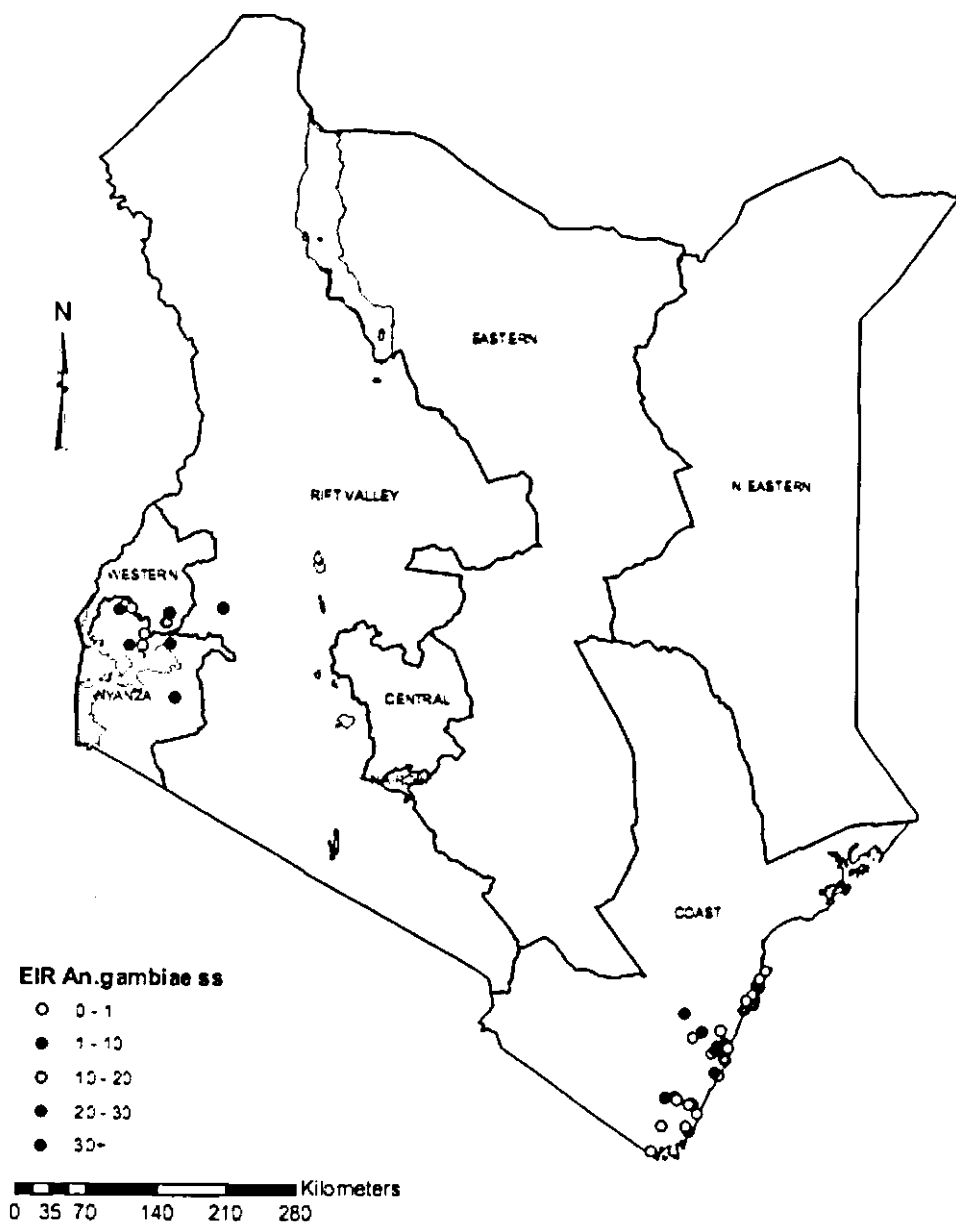 N
EASTERN
RIFT VALLEY
N EASTERN
WESTERN
NYANZA
CENTRAL
COAST
EIR An.gambiae ss
0 - 1
1 - 10
10 - 20
20 - 30
30+
Kilometers
0 35 70 140 210 280